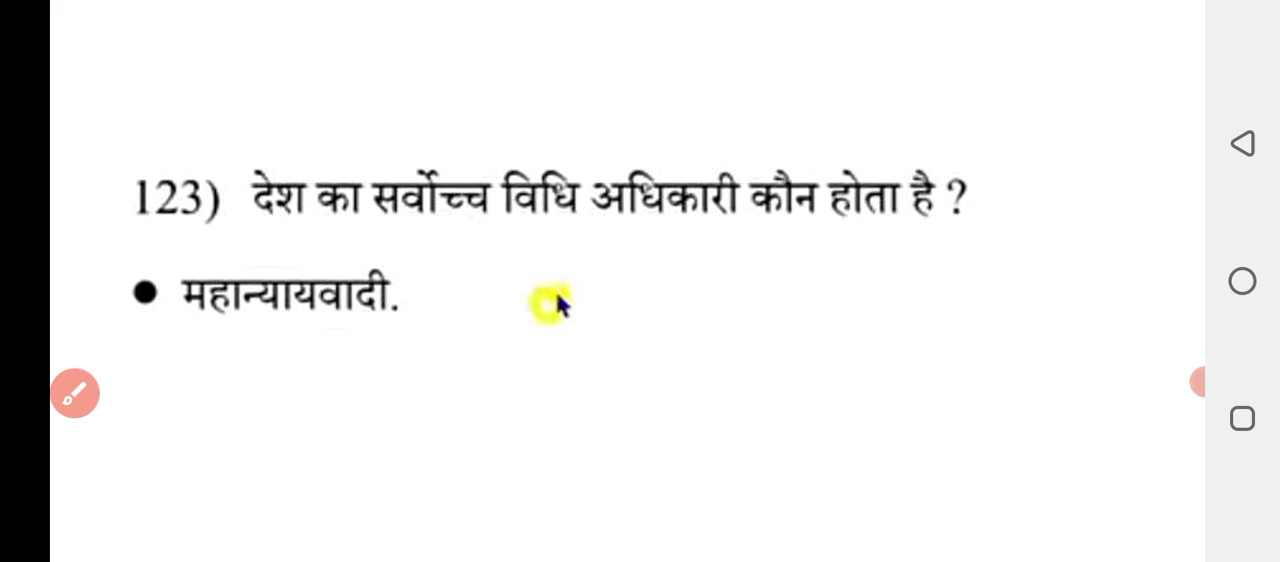 123) देश का सर्वोच्च विधि अधिकारी कौन होता है ?
● महान्यायवादी.